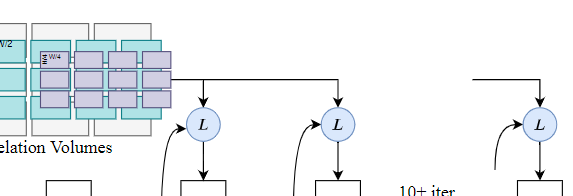 W/2
W/4
L
L
L
elation Volumes
10+ iter